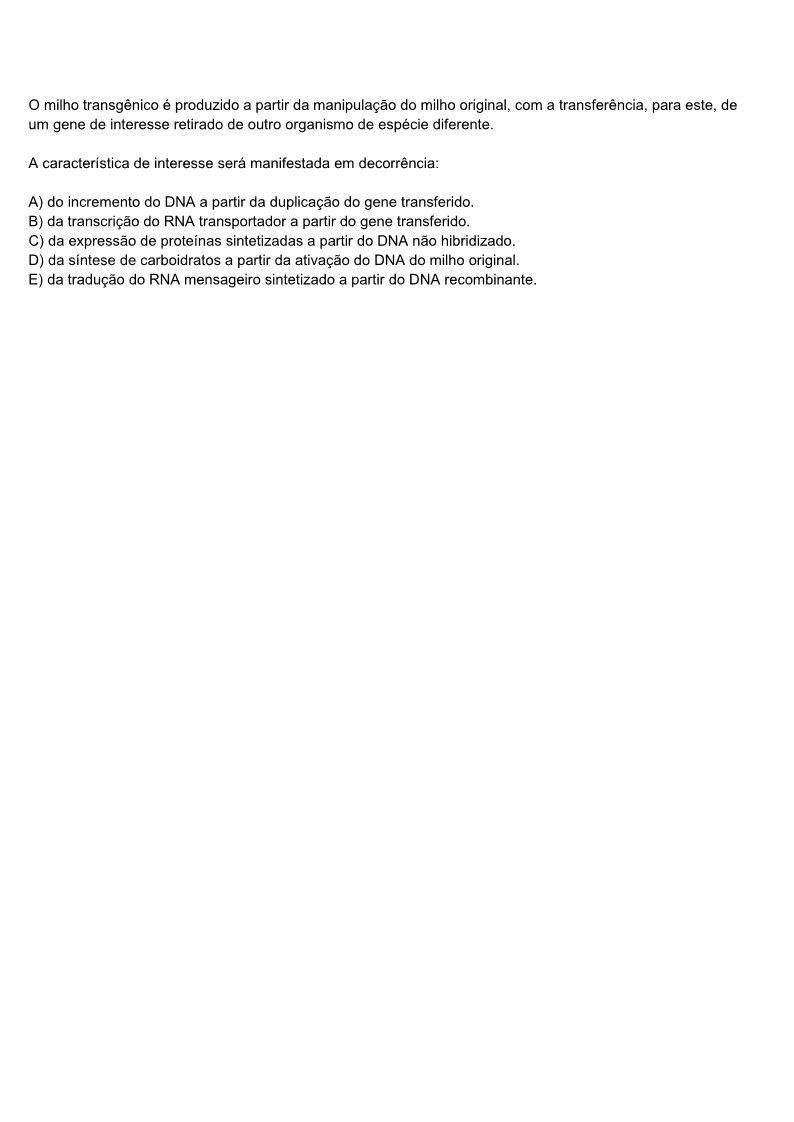 O milho transgênico é produzido a partir da manipulação do milho original, com a transferência, para este, de
um gene de interesse retirado de outro organismo de espécie diferente.
A característica de interesse será manifestada em decorrência:
A) do incremento do DNA a partir da duplicação do gene transferido.
B) da transcrição do RNA transportador a partir do gene transferido.
C) da expressão de proteínas sintetizadas a partir do DNA não hibridizado.
D) da síntese de carboidratos a partir da ativação do DNA do milho original.
E) da tradução do RNA mensageiro sintetizado a partir do DNA recombinante.